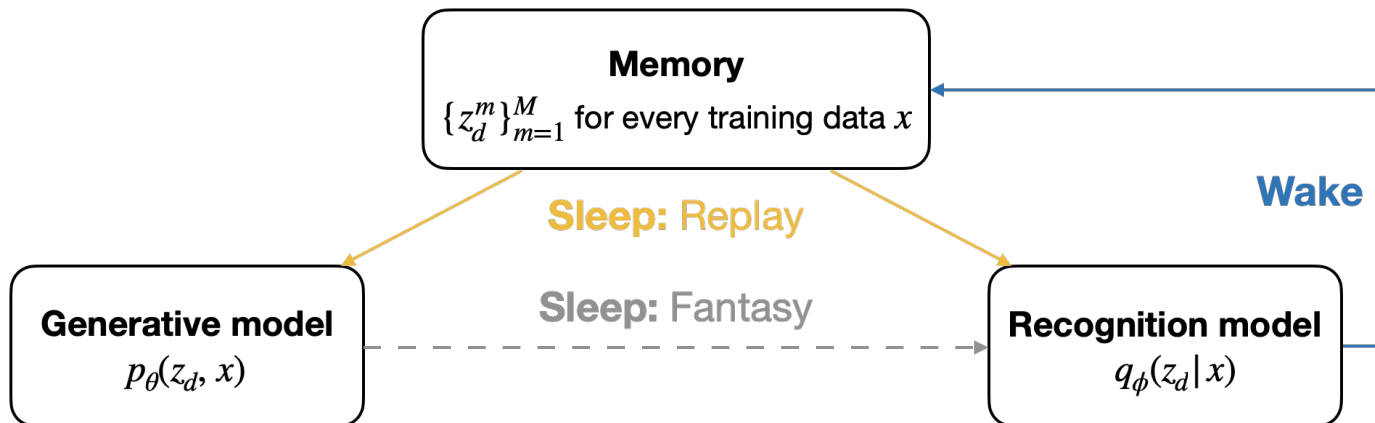 Memory
{z_d^m}_{m=1}^M for every training data x
Wake
Sleep: Replay
Sleep: Fantasy
Generative model
p_θ(z_d, x)
Recognition model
q_ϕ(z_d | x)